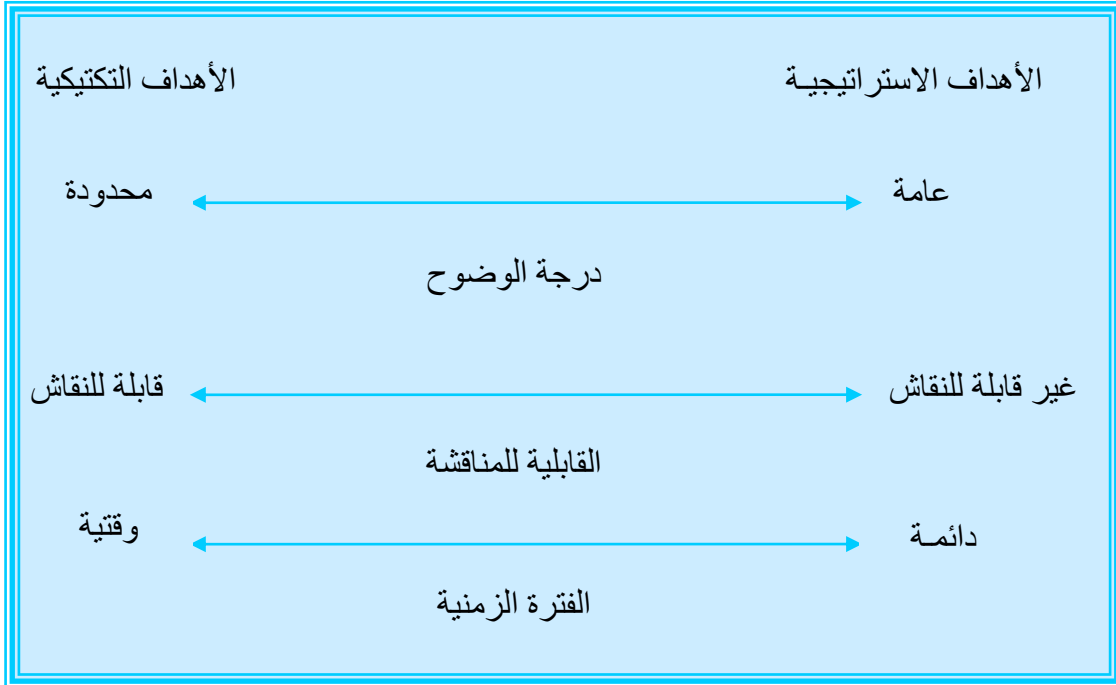 الأهداف الاستراتيجيـة الأهداف التكتيكية
عامة محدودة
درجة الوضوح
غير قابلة للنقاش قابلة للنقاش
القابلية للمناقشة
دائمـة وقتية
الفترة الزمنية